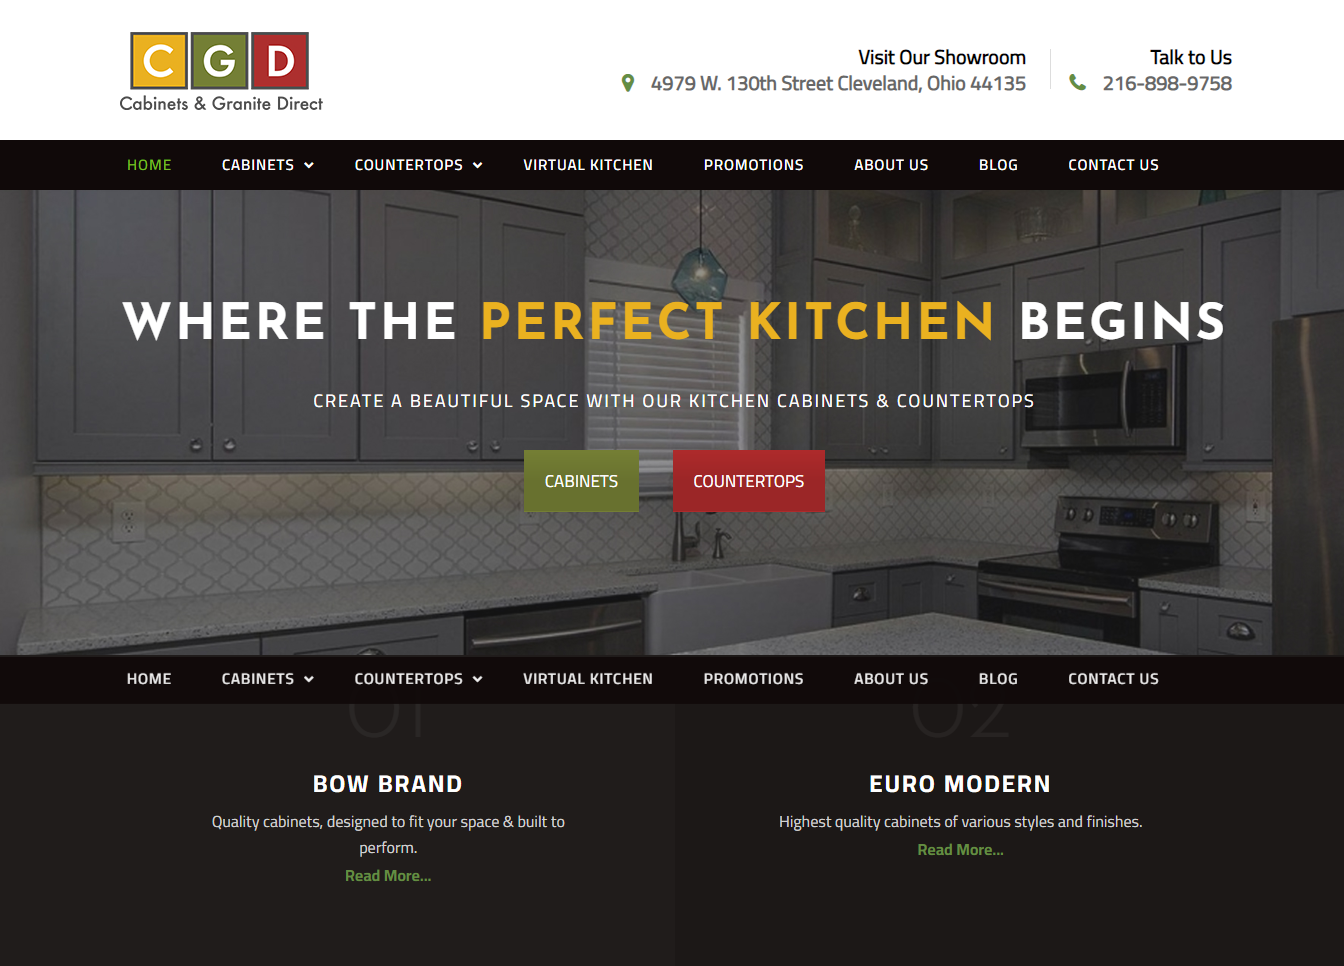 C G D
Cabinets & Granite Direct
Visit Our Showroom
4979 W. 130th Street Cleveland, Ohio 44135
Talk to Us
216-898-9758
HOME CABINETS COUNTERTOPS VIRTUAL KITCHEN PROMOTIONS ABOUT US BLOG CONTACT US
WHERE THE PERFECT KITCHEN BEGINS
CREATE A BEAUTIFUL SPACE WITH OUR KITCHEN CABINETS & COUNTERTOPS
CABINETS COUNTERTOPS
HOME CABINETS COUNTERTOPS VIRTUAL KITCHEN PROMOTIONS ABOUT US BLOG CONTACT US
01
BOW BRAND
Quality cabinets, designed to fit your space & built to
perform.
Read More...
02
EURO MODERN
Highest quality cabinets of various styles and finishes.
Read More...